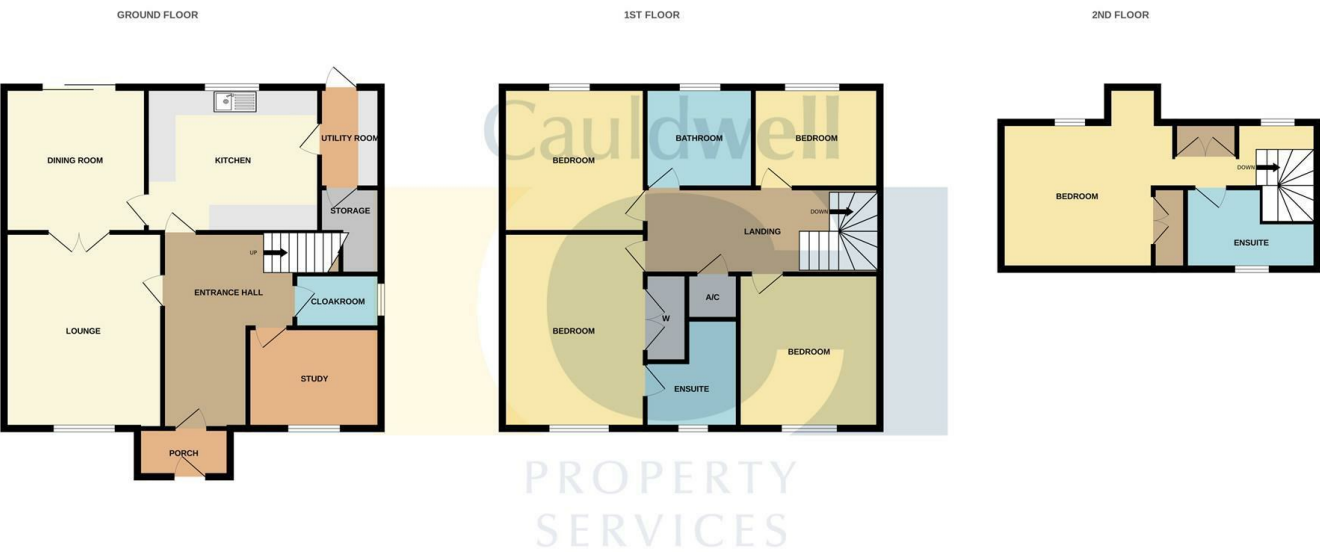 GROUND FLOOR
1ST FLOOR
2ND FLOOR
DINING ROOM
KITCHEN
UTILITY ROOM
STORAGE
UP
ENTRANCE HALL
CLOAKROOM
LOUNGE
STUDY
PORCH
Cauldwell
BEDROOM
BATHROOM
BEDROOM
DOWN
LANDING
A/C
W
BEDROOM
BEDROOM
ENSUITE
PROPERTY
SERVICES
DOWN
BEDROOM
ENSUITE